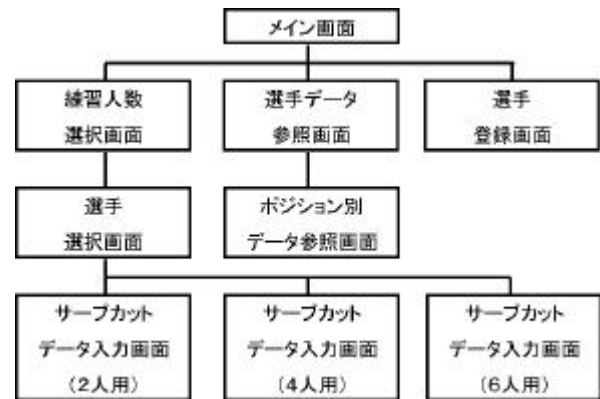 メイン画面
練習人数
選択画面
選手データ
参照画面
選手
登録画面
選手
選択画面
ポジション別
データ参照画面
サーブカット
データ入力画面
(2人用)
サーブカット
データ入力画面
(4人用)
サーブカット
データ入力画面
(6人用)